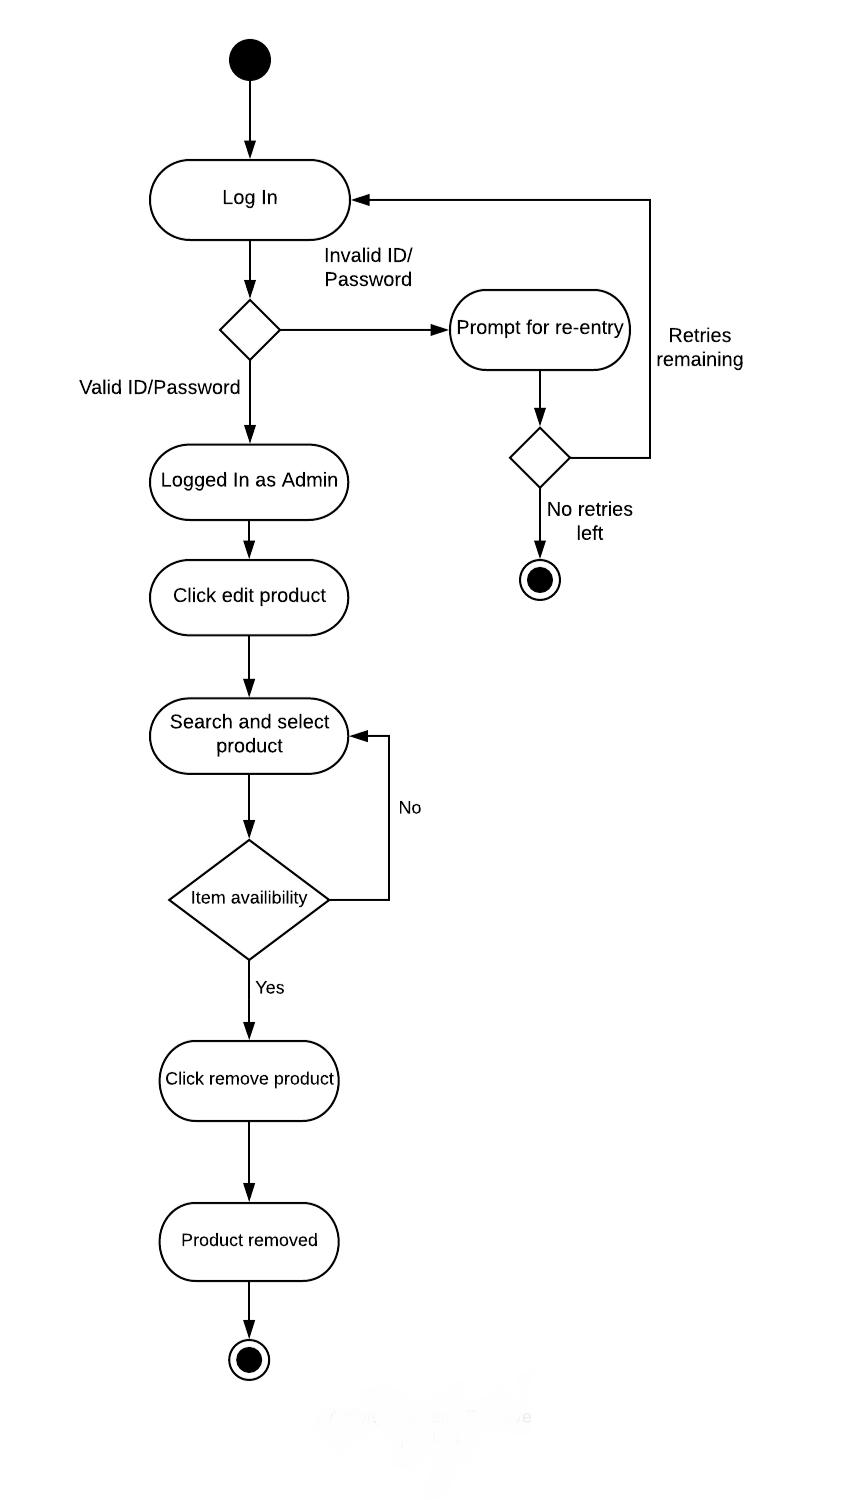 Log In
Invalid ID/
Password
Prompt for re-entry
Retries
remaining
Valid ID/Password
Logged In as Admin
No retries
left
Click edit product
Search and select
product
No
Item availibility
Yes
Click remove product
Product removed